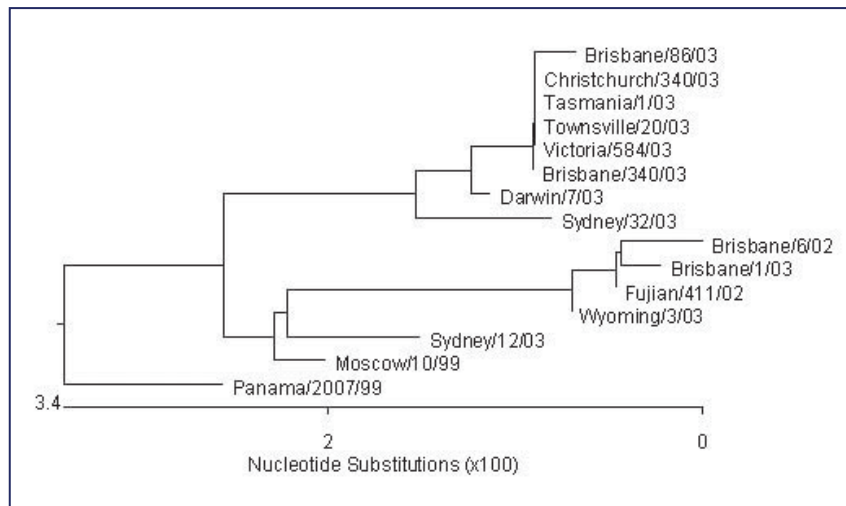 Brisbane/86/03
Christchurch/340/03
Tasmania/1/03
Townsville/20/03
Victoria/584/03
Brisbane/340/03
Darwin/7/03
Sydney/32/03
Brisbane/6/02
Brisbane/1/03
Fujian/411/02
Wyoming/3/03
Sydney/12/03
Moscow/10/99
Panama/2007/99
3.4
2 0
Nucleotide Substitutions (x100)